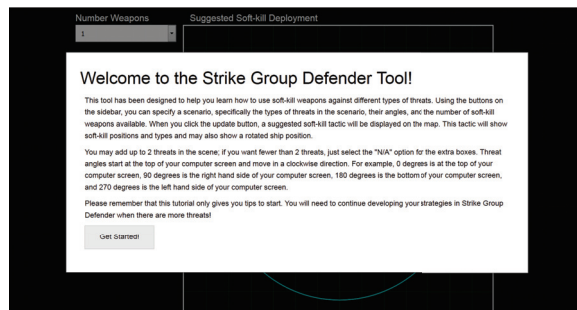 Number Weapons
Suggested Soft-kill Deployment
1
Welcome to the Strike Group Defender Tool!
This tool has been designed to help you learn how to use soft-kill weapons against different types of threats. Using the buttons on
the sidebar, you can specify a scenario, specifically the types of threats in the scenario, their angles, and the number of soft-kill
weapons available. When you click the update button, a suggested soft-kill tactic will be displayed on the map. This tactic will show
soft-kill positions and types and may also show a rotated ship position.
You may add up to 2 threats in the scene; if you want fewer than 2 threats, just select the "N/A" option for the extra boxes. Threat
angles start at the top of your computer screen and move in a clockwise direction. For example, 0 degrees is at the top of your
computer screen, 90 degrees is the right hand side of your computer screen, 180 degrees is the bottom of your computer screen,
and 270 degrees is the left hand side of your computer screen.
Please remember that this tutorial only gives you tips to start. You will need to continue developing your strategies in Strike Group
Defender when there are more threats!
Get Started!